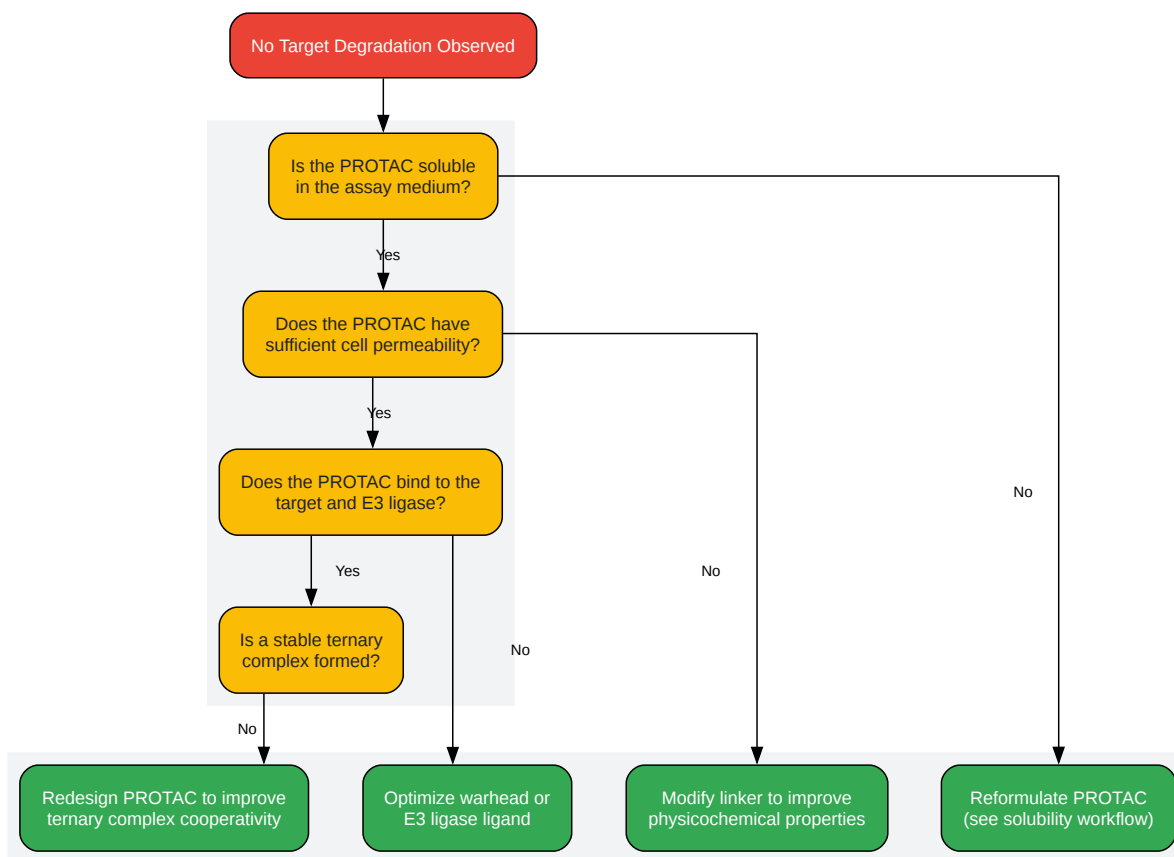 No Target Degradation Observed
Is the PROTAC soluble
in the assay medium?
Yes
Does the PROTAC have
sufficient cell permeability?
Yes
Does the PROTAC bind to the
target and E3 ligase?
No
Yes
No
Is a stable ternary
complex formed?
No
No
Redesign PROTAC to improve
ternary complex cooperativity
Optimize warhead or
E3 ligase ligand
Modify linker to improve
physicochemical properties
Reformulate PROTAC
(see solubility workflow)